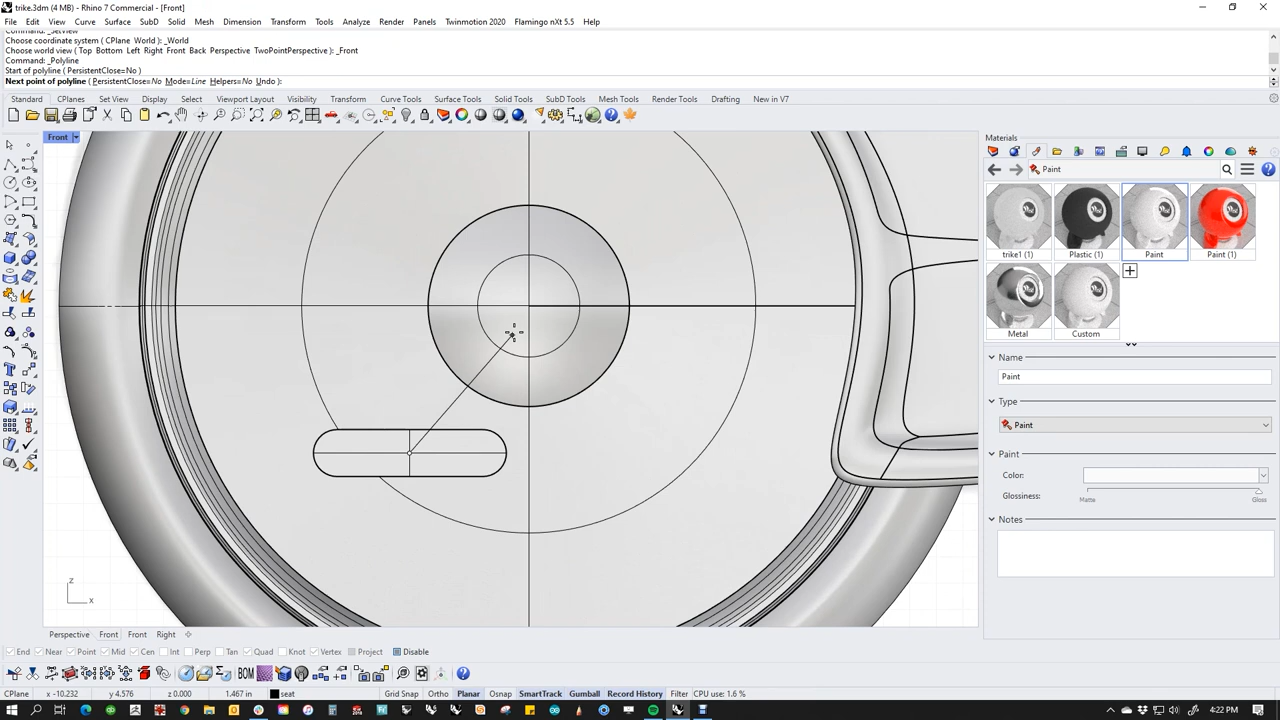 trike.3dm (4 MB) - Rhino 7 Commercial - [Front]
File Edit View Curve Surface SubD Solid Mesh Dimension Transform Tools Analyze Render Panels Twinmotion 2020 Flamingo nXt 5.5 Help
Command: _SetView
Choose coordinate system ( CPlane World ): _World
Choose world view ( Top Bottom Left Right Front Back Perspective TwoPointPerspective ): _Front
Command: _Polyline
Start of polyline ( PersistentClose=No )
Next point of polyline ( PersistentClose=No Mode=Line Helpers=No Undo ):
Standard CPlanes Set View Display Select Viewport Layout Visibility Transform Curve Tools Surface Tools Solid Tools SubD Tools Mesh Tools Render Tools Drafting New in V7
Front
Materials
Paint
trike1 (1) Plastic (1) Paint Paint (1)
Metal Custom
Name
Paint
Type
Paint
Paint
Color:
Glossiness: Matte Gloss
Notes
z
x
Perspective Front Front Right
End Near Point Mid Cen Int Perp Tan Quad Knot Vertex Project Disable
BOM
CPlane x -10.232 y 4.576 z 0.000 1.467 in seat Grid Snap Ortho Planar Osnap SmartTrack Gumball Record History Filter CPU use: 1.6 %
4:22 PM